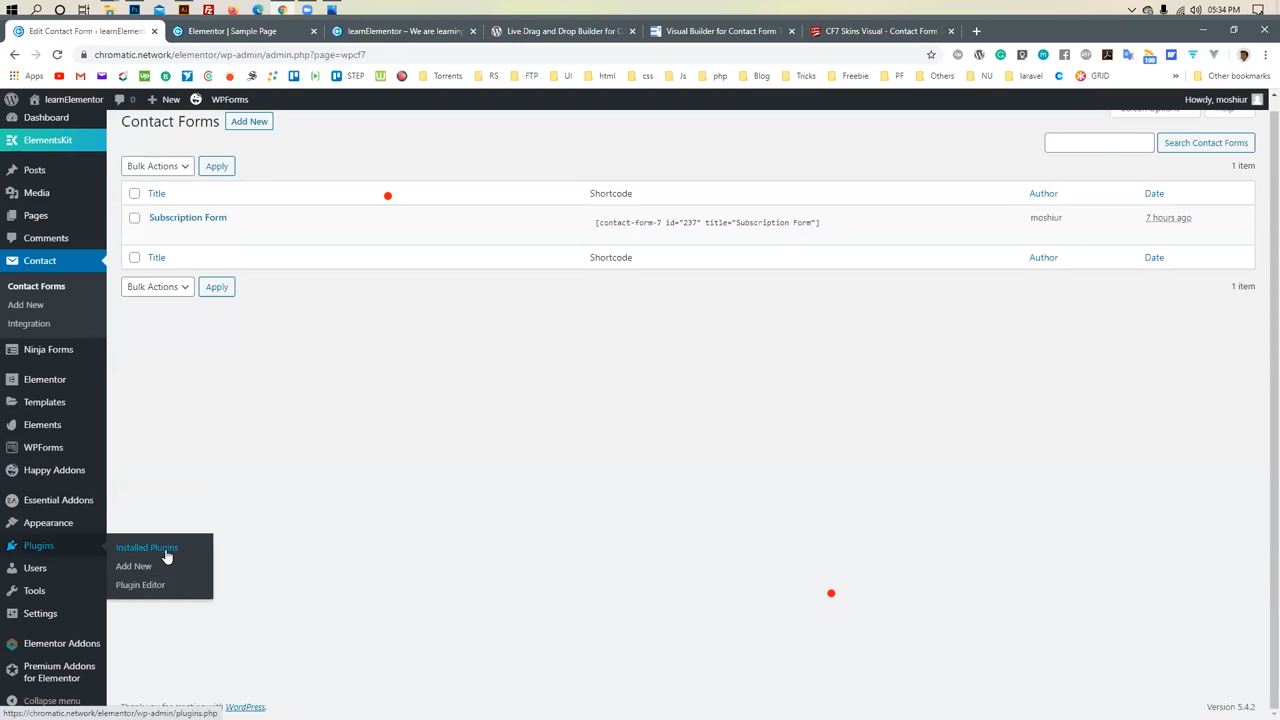 05:34 PM
Edit Contact Form ‹ learnElemento
Elementor | Sample Page
learnElementor – We are learning
Live Drag and Drop Builder for C
Visual Builder for Contact Form 7
CF7 Skins Visual - Contact Form
chromatic.network/elementor/wp-admin/admin.php?page=wpcf7
Apps
STEP
Torrents
RS
FTP
UI
html
css
Js
php
Blog
Tricks
Freebie
PF
Others
NU
laravel
GRID
Other bookmarks
learnElementor
0
New
WPForms
Howdy, moshiur
Dashboard
ElementsKit
Posts
Media
Pages
Comments
Contact
Contact Forms
Add New
Integration
Ninja Forms
Elementor
Templates
Elements
WPForms
Happy Addons
Essential Addons
Appearance
Plugins
Users
Tools
Settings
Elementor Addons
Premium Addons
for Elementor
Collapse menu
Installed Plugins
Add New
Plugin Editor
Contact Forms
Add New
Search Contact Forms
Bulk Actions
Apply
1 item
Title
Shortcode
Author
Date
Subscription Form
[contact-form-7 id="237" title="Subscription Form"]
moshiur
7 hours ago
Title
Shortcode
Author
Date
Bulk Actions
Apply
1 item
WordPress.
Version 5.4.2
https://chromatic.network/elementor/wp-admin/plugins.php